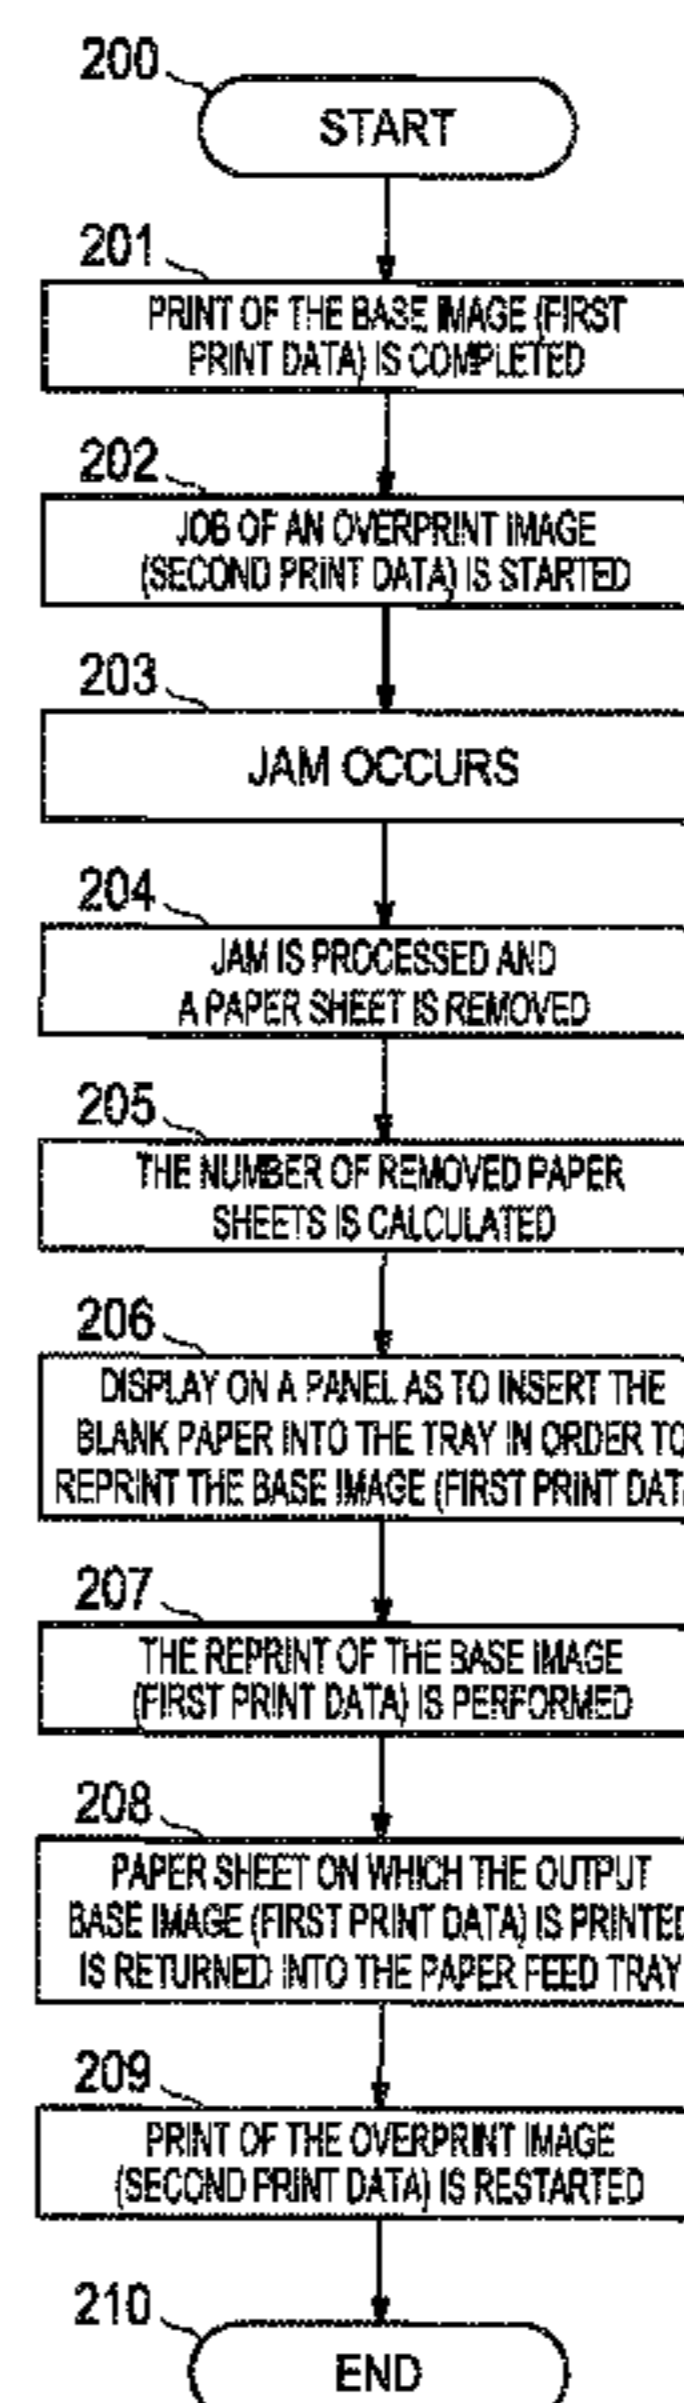 200
START
201
PRINT OF THE BASE IMAGE (FIRST
PRINT DATA) IS COMPLETED
202
JOB OF AN OVERPRINT IMAGE
(SECOND PRINT DATA) IS STARTED
203
JAM OCCURS
204
JAM IS PROCESSED AND
A PAPER SHEET IS REMOVED
205
THE NUMBER OF REMOVED PAPER
SHEETS IS CALCULATED
206
DISPLAY ON A PANEL AS TO INSERT THE
BLANK PAPER INTO THE TRAY IN ORDER TO
REPRINT THE BASE IMAGE (FIRST PRINT DAT
207
THE REPRINT OF THE BASE IMAGE
(FIRST PRINT DATA) IS PERFORMED
208
PAPER SHEET ON WHICH THE OUTPUT
BASE IMAGE (FIRST PRINT DATA) IS PRINTED
IS RETURNED INTO THE PAPER FEED TRAY
209
PRINT OF THE OVERPRINT IMAGE
(SECOND PRINT DATA) IS RESTARTED
210
END